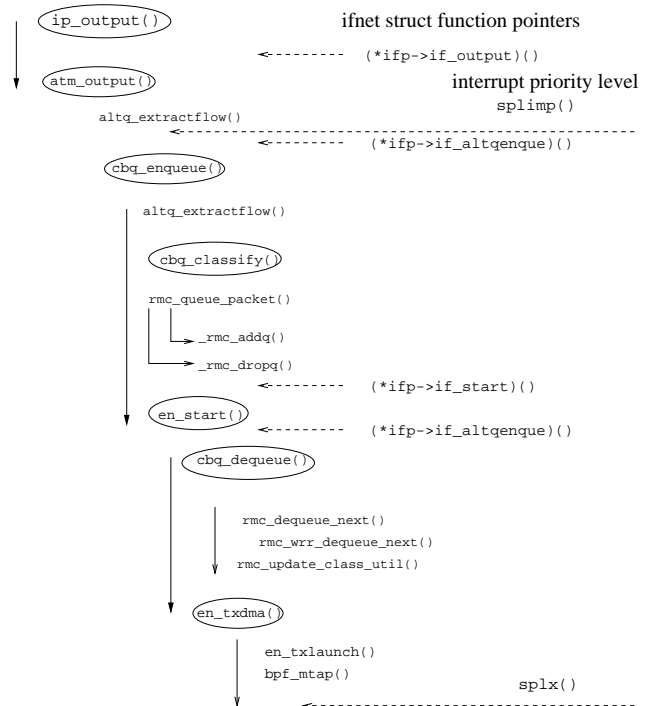 ip_output()
ifnet struct function pointers
(*ifp->if_output)()
atm_output()
interrupt priority level
splimp()
altq_extractflow()
(*ifp->if_altqenque)()
cbq_enqueue()
altq_extractflow()
cbq_classify()
rmc_queue_packet()
_rmc_addq()
_rmc_dropq()
(*ifp->if_start)()
en_start()
(*ifp->if_altqenque)()
cbq_dequeue()
rmc_dequeue_next()
rmc_wrr_dequeue_next()
rmc_update_class_util()
en_txdma()
en_txlaunch()
bpf_mtap()
splx()